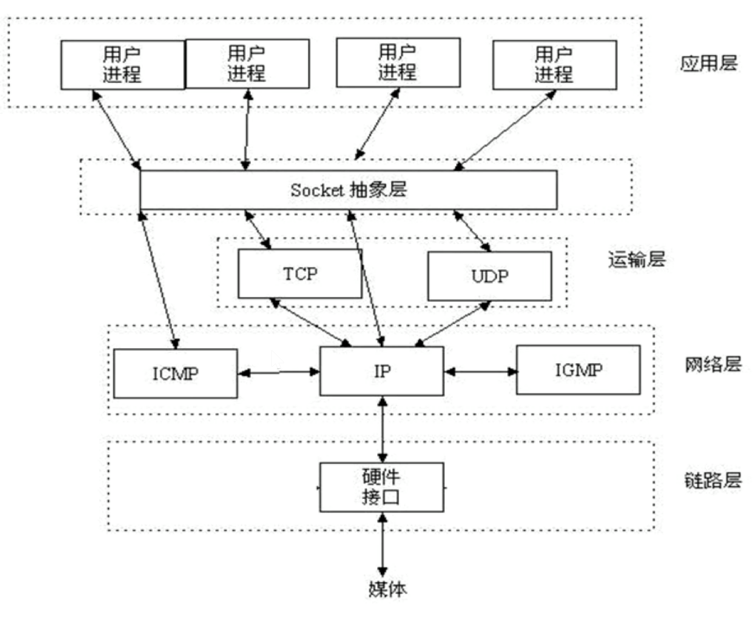 用户
进程
用户
进程
用户
进程
用户
进程
应用层
Socket 抽象层
TCP
UDP
运输层
ICMP
IP
IGMP
网络层
硬件
接口
链路层
媒体